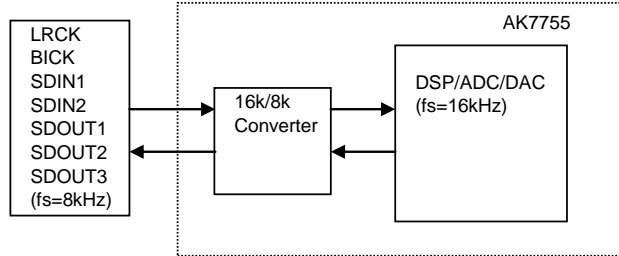 AK7755
LRCK
BICK
SDIN1
SDIN2
SDOUT1
SDOUT2
SDOUT3
(fs=8kHz)
16k/8k
Converter
DSP/ADC/DAC
(fs=16kHz)